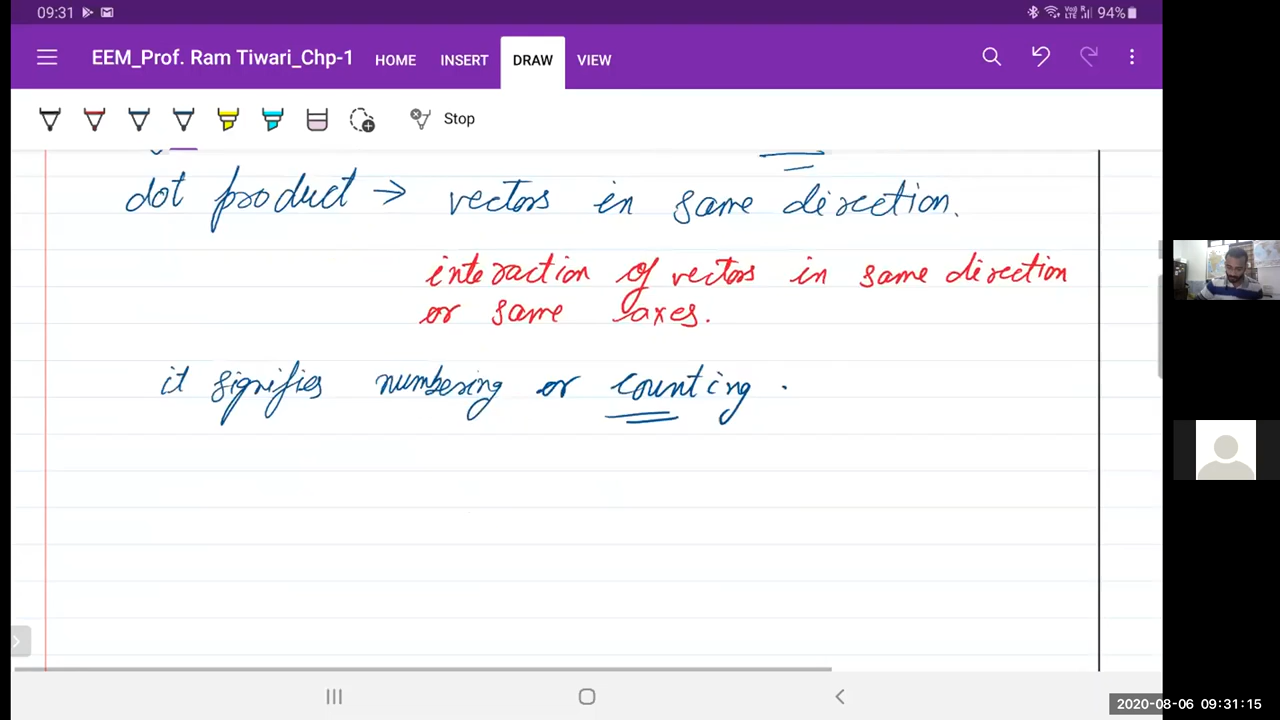 09:31
94%
EEM_Prof. Ram Tiwari_Chp-1
HOME
INSERT
DRAW
VIEW
Stop
dot product → vectors in same direction.
interaction of vectors in same direction
or same axes.
it signifies numbering or counting.
2020-08-06 09:31:15